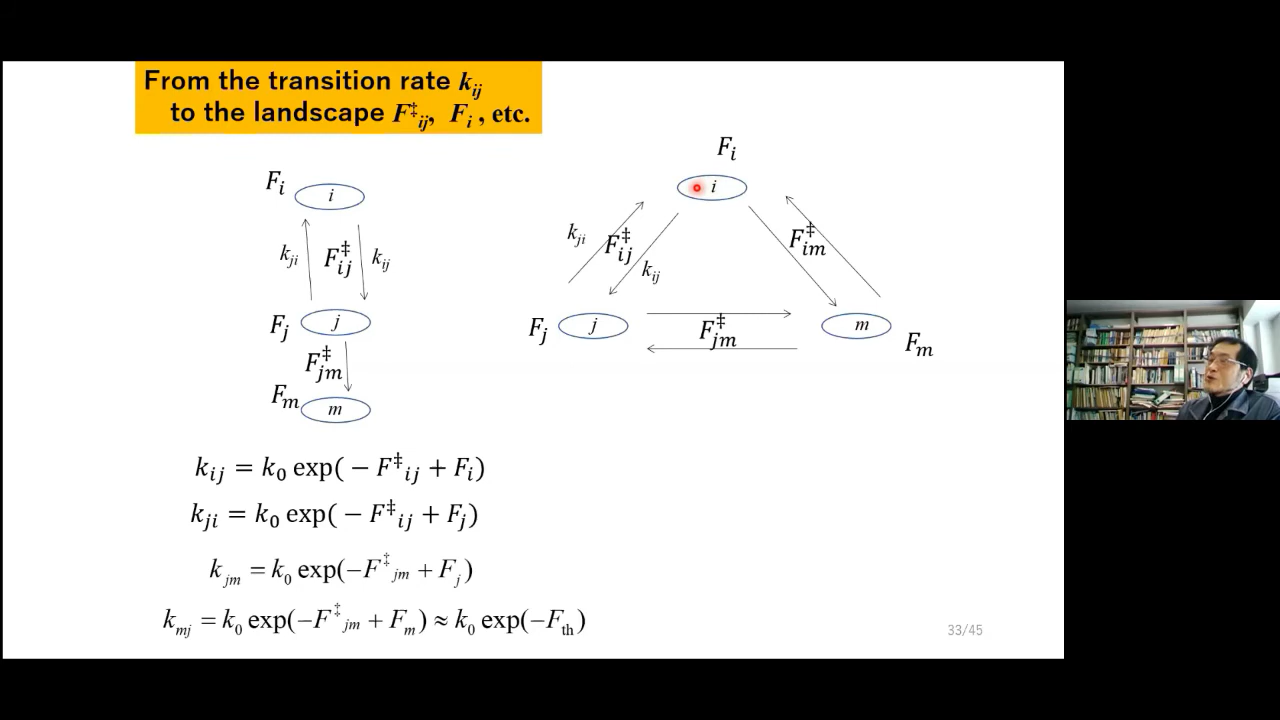 From the transition rate k_ij
to the landscape F‡_ij, F_i , etc.
F_i
i
k_ji
F‡_ij
k_ij
F_j
j
F‡_jm
F_m
m
F_i
i
k_ji
F‡_ij
k_ij
F‡_im
F_j
j
F‡_jm
m
F_m
k_ij = k_0 exp( − F‡_ij + F_i)
k_ji = k_0 exp( − F‡_ij + F_j)
k_jm = k_0 exp(−F‡_jm + F_j)
k_mj = k_0 exp(−F‡_jm + F_m) ≈ k_0 exp(−F_th)
33/45